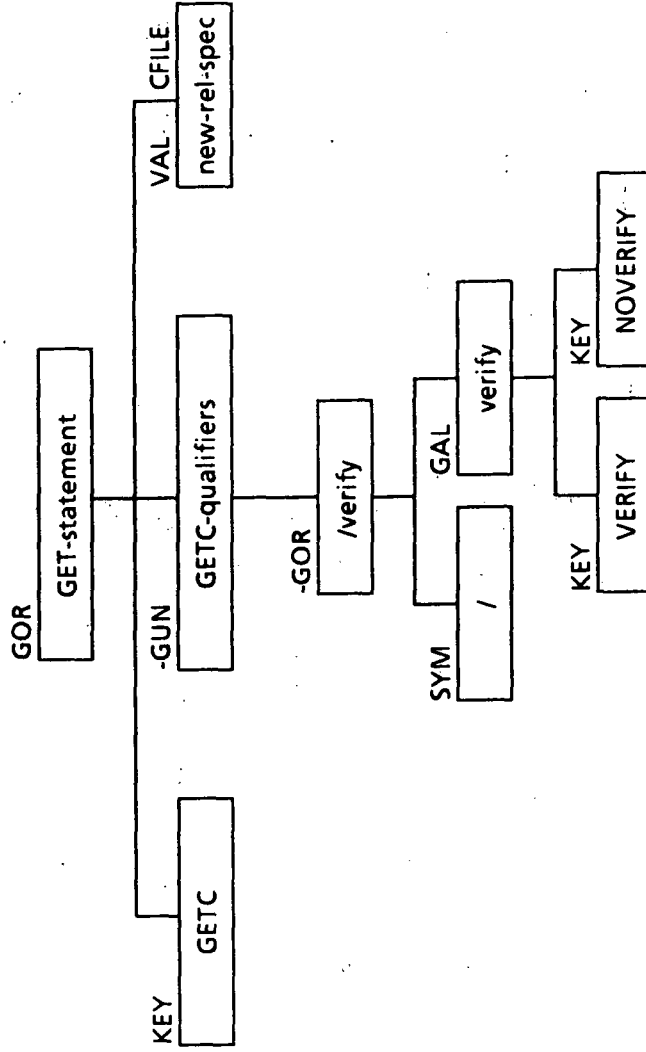 GOR
GET-statement
KEY
GETC
-GUN
GETC-qualifiers
VAL CFILE
new-rel-spec
-GOR
/verify
SYM
/
GAL
verify
KEY
VERIFY
KEY
NOVERIFY